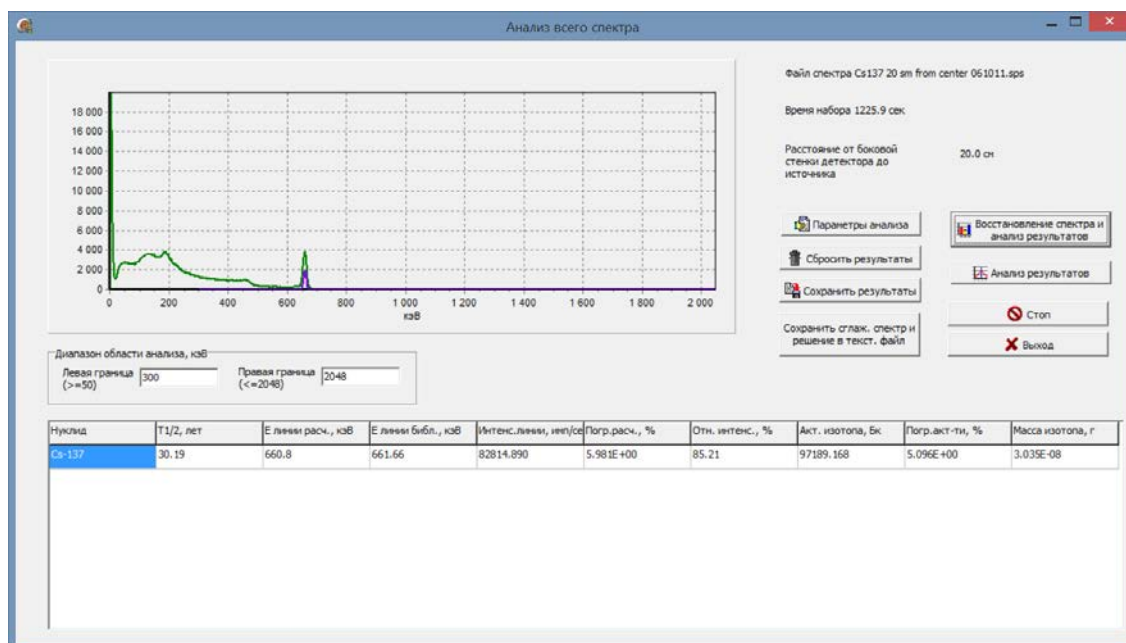 Анализ всего спектра
Файл спектра Cs137 20 sm from center 061011.sps
Время набора 1225.9 сек
Расстояние от боковой
стенки детектора до
источника
20.0 см
18 000
16 000
14 000
12 000
10 000
8 000
6 000
4 000
2 000
0
0 200 400 600 800 1 000 1 200 1 400 1 600 1 800 2 000
кэВ
Параметры анализа
Восстановление спектра и
анализ результатов
Сбросить результаты
Анализ результатов
Сохранить результаты
Стоп
Сохранить сглаж. спектр и
решение в текст. файл
Выход
Диапазон области анализа, кэВ
Левая граница
(>=50)
300
Правая граница
(<=2048)
2048
Нуклид T1/2, лет E линии расч., кэВ E линии библ., кэВ Интенс.линии, имп/се Погр.расч., % Отн. интенс., % Акт. изотопа, Бк Погр.акт-ти, % Масса изотопа, г
Cs-137 30.19 660.8 661.66 82814.890 5.981E+00 85.21 97189.168 5.096E+00 3.035E-08